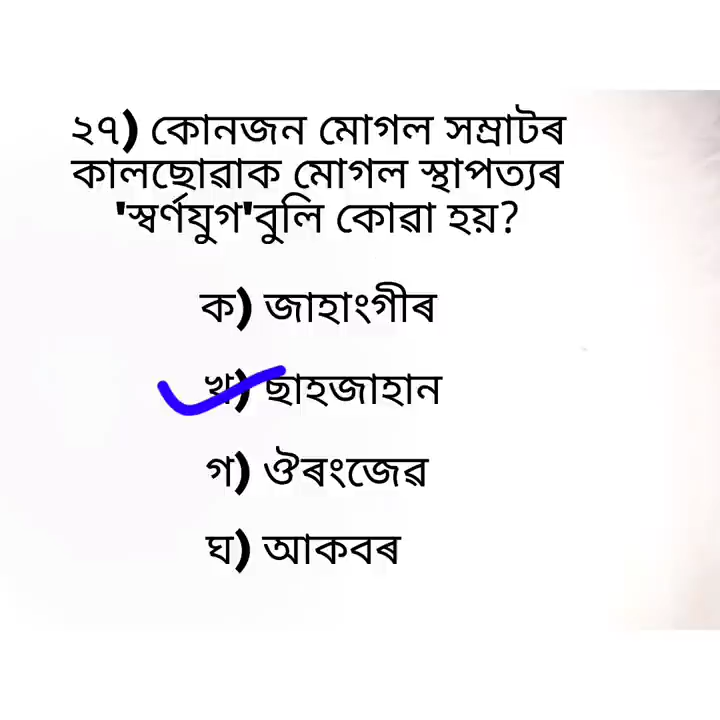 ২৭) কোনজন মোগল সম্ৰাটৰ
কালছোৱাক মোগল স্থাপত্যৰ
'স্বৰ্ণযুগ'বুলি কোৱা হয়?
ক) জাহাংগীৰ
খ) ছাহজাহান
গ) ঔৰংজেৱ
ঘ) আকবৰ